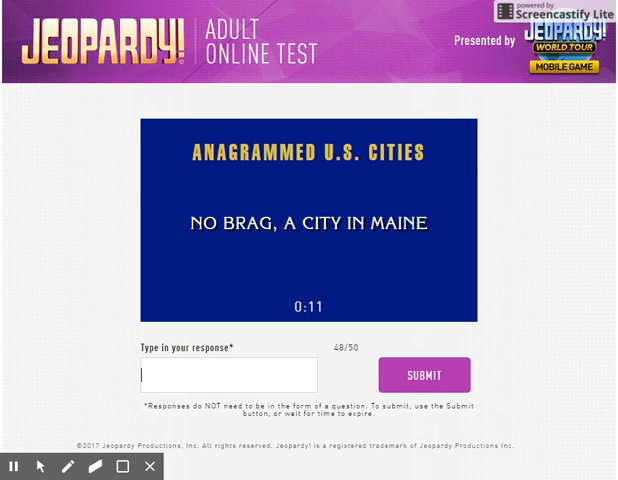 powered by
Screencastify Lite
JEOPARDY!
ADULT
ONLINE TEST
Presented by
JEOPARDY!
WORLD TOUR
MOBILE GAME
ANAGRAMMED U.S. CITIES
NO BRAG, A CITY IN MAINE
0:11
Type in your response*
48/50
SUBMIT
*Responses do NOT need to be in the form of a question. To submit, use the Submit
button, or wait for time to expire.
©2017 Jeopardy Productions, Inc. All rights reserved. Jeopardy! is a registered trademark of Jeopardy Productions Inc.